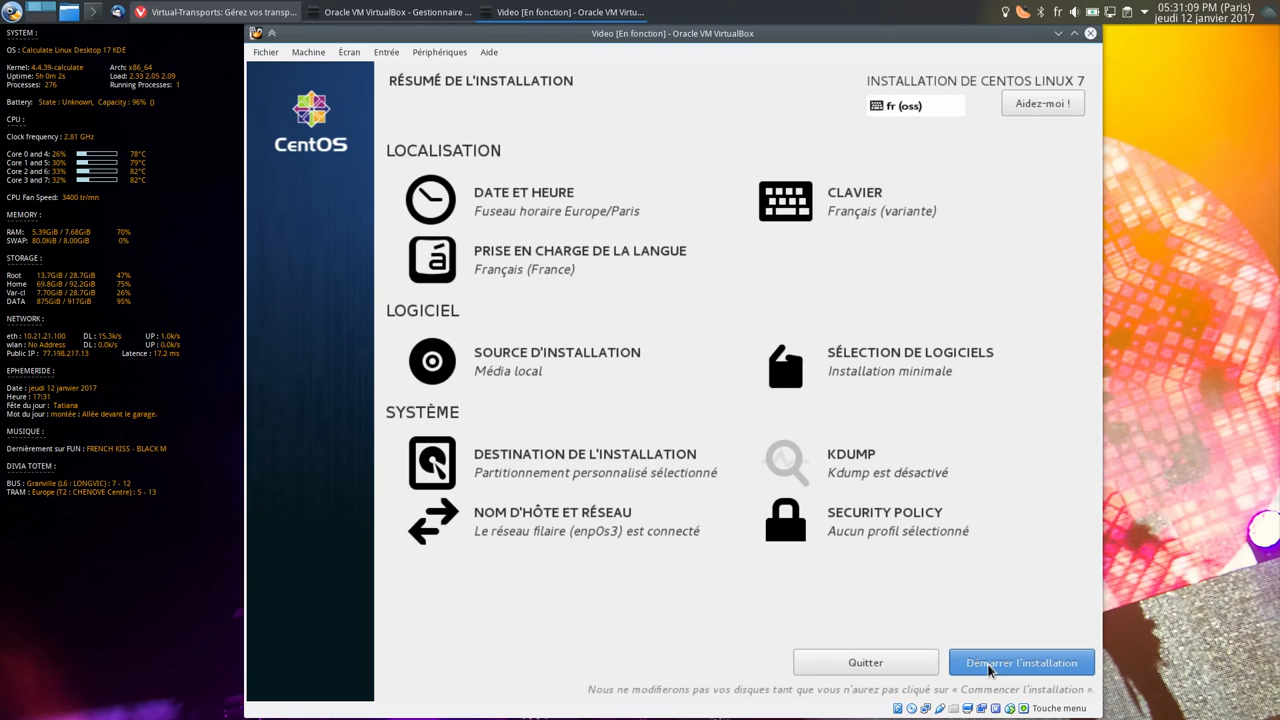 Virtual-Transports: Gérez vos transp...
Oracle VM VirtualBox - Gestionnaire ...
Video [En fonction] - Oracle VM Virtu...
05:31:09 PM (Paris)
jeudi 12 janvier 2017
SYSTEM :
OS : Calculate Linux Desktop 17 KDE
Kernel: 4.4.39-calculate Arch: x86_64
Uptime: 5h 0m 2s Load: 2.33 2.05 2.09
Processes: 276 Running Processes: 1
Battery: State : Unknown, Capacity : 96% ()
CPU :
Clock frequency : 2.81 GHz
Core 0 and 4: 26% 78°C
Core 1 and 5: 30% 79°C
Core 2 and 6: 33% 82°C
Core 3 and 7: 32% 82°C
CPU Fan Speed: 3400 tr/mn
MEMORY :
RAM: 5.39GiB / 7.68GiB 70%
SWAP: 80.0KiB / 8.00GiB 0%
STORAGE :
Root 13.7GiB / 28.7GiB 47%
Home 69.8GiB / 92.2GiB 75%
Var-cl 7.70GiB / 28.7GiB 26%
DATA 875GiB / 917GiB 95%
NETWORK :
eth : 10.21.21.100 DL : 15.3k/s UP : 1.0k/s
wlan : No Address DL : 0.0k/s UP : 0.0k/s
Public IP : 77.198.217.13 Latence : 17.2 ms
EPHEMERIDE :
Date : jeudi 12 janvier 2017
Heure : 17:31
Fête du jour : Tatiana
Mot du jour : montée : Allée devant le garage.
MUSIQUE :
Dernièrement sur FUN : FRENCH KISS - BLACK M
DIVIA TOTEM :
BUS : Granville (L6 : LONGVIC) : 7 - 12
TRAM : Europe (T2 : CHENOVE Centre) : 5 - 13
Video [En fonction] - Oracle VM VirtualBox
Fichier Machine Écran Entrée Périphériques Aide
CentOS
RÉSUMÉ DE L'INSTALLATION
INSTALLATION DE CENTOS LINUX 7
fr (oss)
Aidez-moi !
LOCALISATION
DATE ET HEURE
Fuseau horaire Europe/Paris
CLAVIER
Français (variante)
PRISE EN CHARGE DE LA LANGUE
Français (France)
LOGICIEL
SOURCE D'INSTALLATION
Média local
SÉLECTION DE LOGICIELS
Installation minimale
SYSTÈME
DESTINATION DE L'INSTALLATION
Partitionnement personnalisé sélectionné
KDUMP
Kdump est désactivé
NOM D'HÔTE ET RÉSEAU
Le réseau filaire (enp0s3) est connecté
SECURITY POLICY
Aucun profil sélectionné
Quitter
Démarrer l'installation
Nous ne modifierons pas vos disques tant que vous n'aurez pas cliqué sur « Commencer l'installation ».
Touche menu